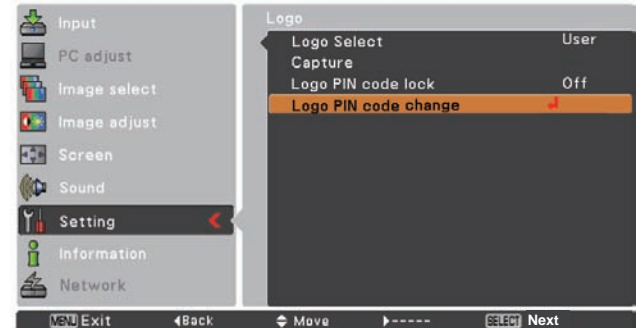 Input
PC adjust
Image select
Image adjust
Screen
Sound
Setting
Information
Network
Logo
Logo Select User
Capture
Logo PIN code lock Off
Logo PIN code change
MENU Exit ◀Back Move ▶----- SELECT Next